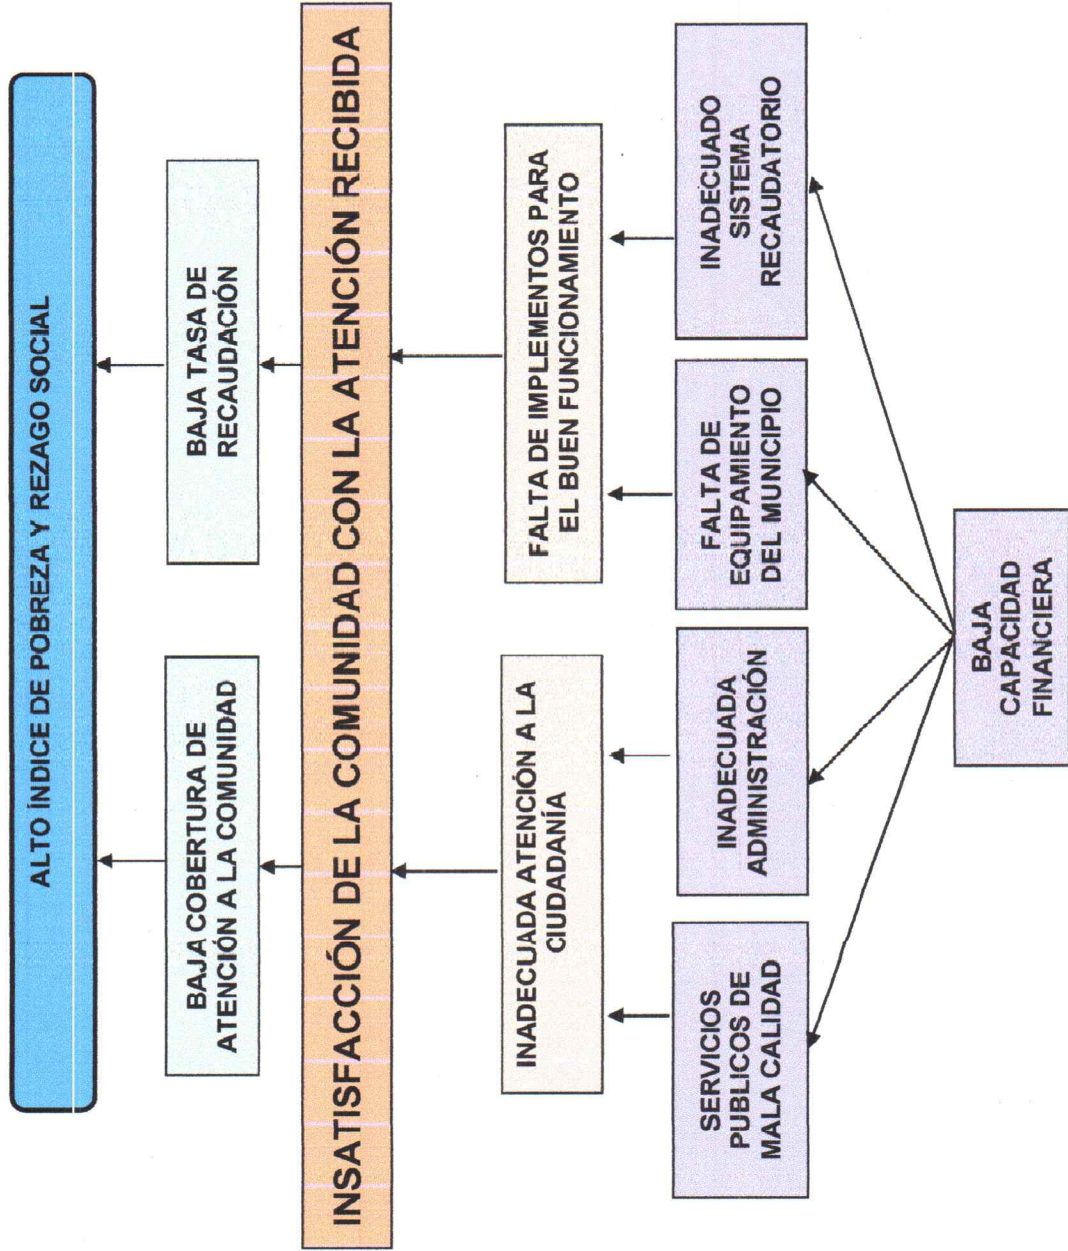 ALTO ÍNDICE DE POBREZA Y REZAGO SOCIAL
BAJA COBERTURA DE
ATENCIÓN A LA COMUNIDAD
BAJA TASA DE
RECAUDACIÓN
INSATISFACCIÓN DE LA COMUNIDAD CON LA ATENCIÓN RECIBIDA
INADECUADA ATENCIÓN A LA
CIUDADANÍA
FALTA DE IMPLEMENTOS PARA
EL BUEN FUNCIONAMIENTO
SERVICIOS
PUBLICOS DE
MALA CALIDAD
INADECUADA
ADMINISTRACIÓN
FALTA DE
EQUIPAMIENTO
DEL MUNICIPIO
INADECUADO
SISTEMA
RECAUDATORIO
BAJA
CAPACIDAD
FINANCIERA